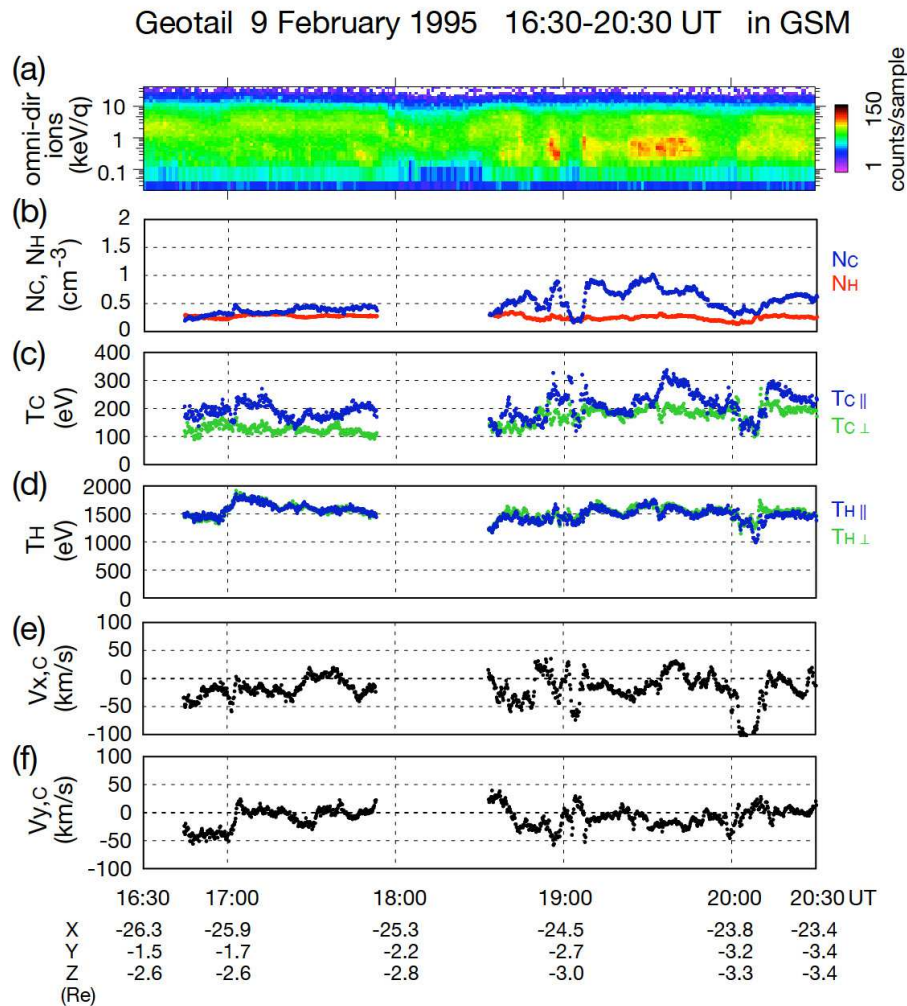 Geotail 9 February 1995 16:30-20:30 UT in GSM
(a)
omni-dir
ions
(keV/q)
10
1
0.1
150
1
counts/sample
(b)
NC, NH
(cm-3)
2
1.5
1
0.5
0
NC
NH
(c)
TC
(eV)
400
300
200
100
0
TC ||
TC ⊥
(d)
TH
(eV)
2000
1500
1000
500
0
TH ||
TH ⊥
(e)
Vx,C
(km/s)
100
50
0
-50
-100
(f)
Vy,C
(km/s)
100
50
0
-50
-100
16:30 17:00 18:00 19:00 20:00 20:30 UT
X -26.3 -25.9 -25.3 -24.5 -23.8 -23.4
Y -1.5 -1.7 -2.2 -2.7 -3.2 -3.4
Z -2.6 -2.6 -2.8 -3.0 -3.3 -3.4
(Re)